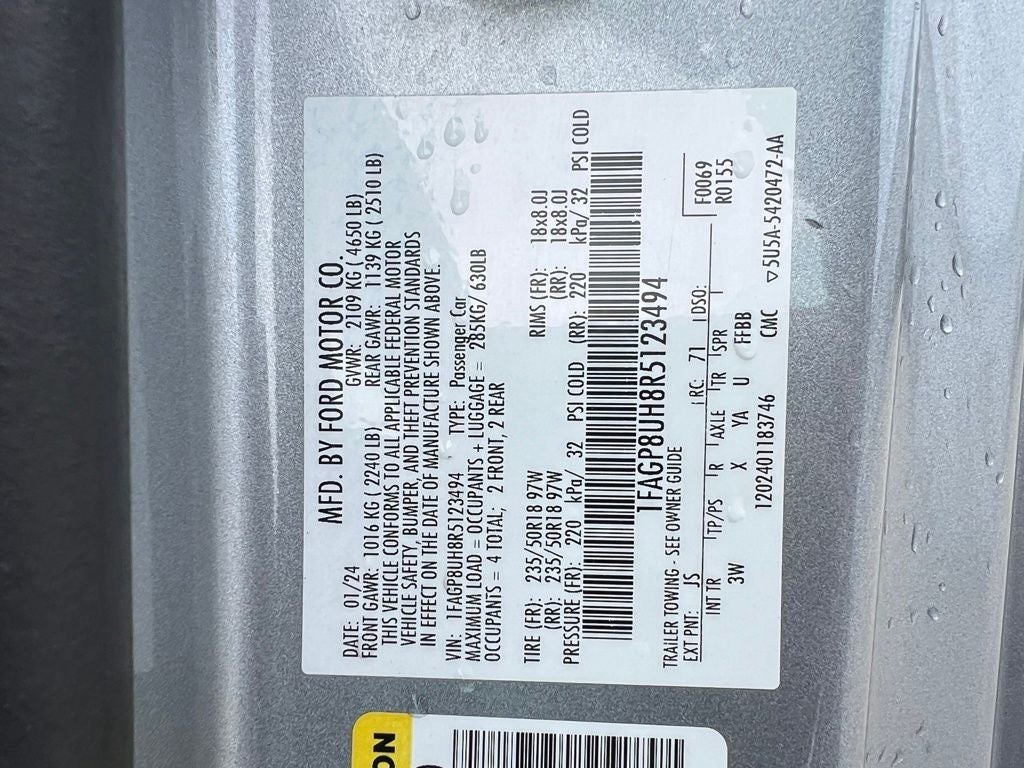 MFD. BY FORD MOTOR CO.
DATE: 01/24 GVWR: 2109 KG ( 4650 LB)
FRONT GAWR: 1016 KG ( 2240 LB) REAR GAWR: 1139 KG ( 2510 LB)
THIS VEHICLE CONFORMS TO ALL APPLICABLE FEDERAL MOTOR
VEHICLE SAFETY, BUMPER, AND THEFT PREVENTION STANDARDS
IN EFFECT ON THE DATE OF MANUFACTURE SHOWN ABOVE.
VIN: 1FAGP8UH8R5123494 TYPE: Passenger Car
MAXIMUM LOAD = OCCUPANTS + LUGGAGE = 285KG/ 630LB
OCCUPANTS = 4 TOTAL; 2 FRONT, 2 REAR
TIRE (FR): 235/50R18 97W RIMS (FR): 18x8.0J
(RR): 235/50R18 97W (RR): 18x8.0J
PRESSURE (FR): 220 kPa/ 32 PSI COLD (RR): 220 kPa/ 32 PSI COLD
1FAGP8UH8R5123494
TRAILER TOWING - SEE OWNER GUIDE F0069
EXT PNT: JS RC: 71 DSO: R0155
INT TR TP/PS R AXLE TR SPR
3W X YA U FFBB
1202401183746 CMC ▽5U5A-5420472-AA
ON